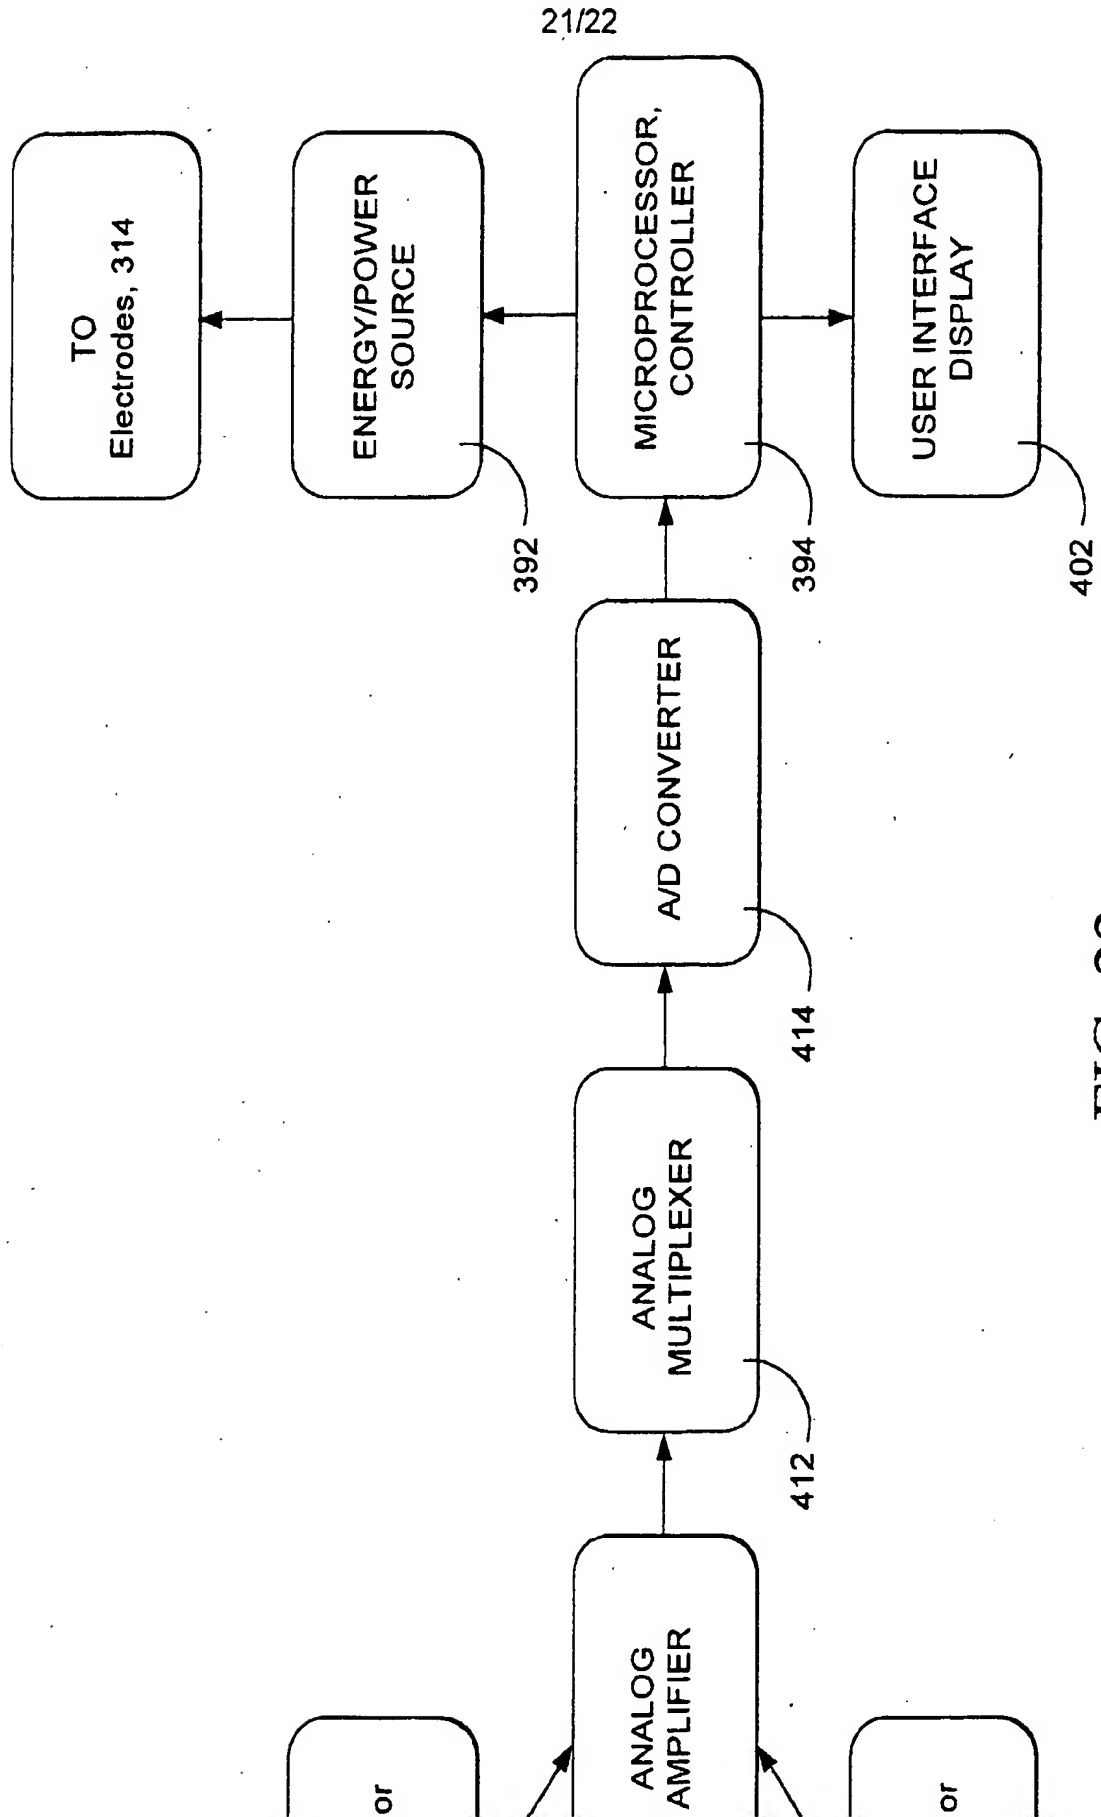 21/22
TO
Electrodes, 314
ENERGY/POWER
SOURCE
392
MICROPROCESSOR,
CONTROLLER
394
USER INTERFACE
DISPLAY
402
A/D CONVERTER
414
ANALOG
MULTIPLEXER
412
ANALOG
AMPLIFIER
or
or